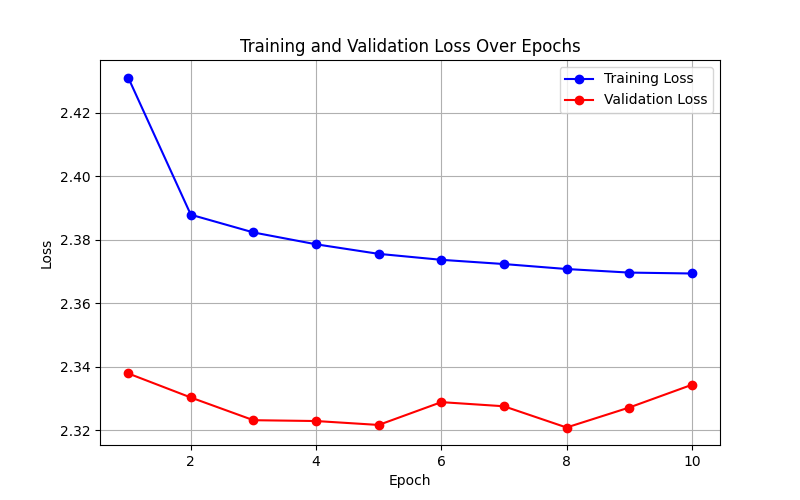 Training and Validation Loss Over Epochs
Training Loss
Validation Loss
2.42
2.40
2.38
2.36
2.34
2.32
Loss
2 4 6 8 10
Epoch